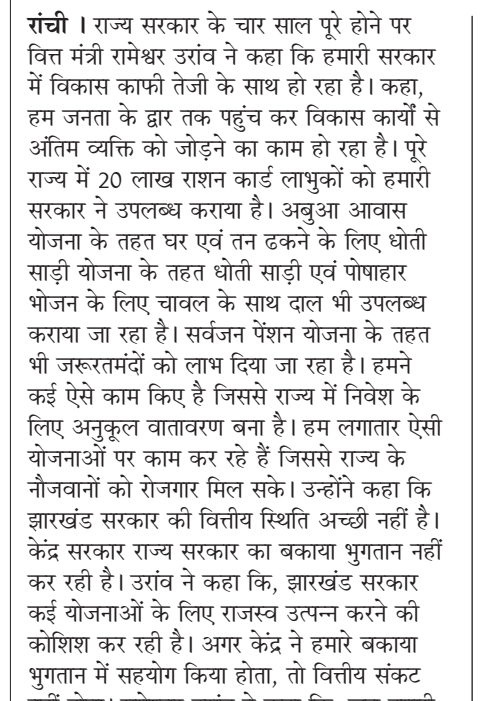 रांची । राज्य सरकार के चार साल पूरे होने पर
वित्त मंत्री रामेश्वर उरांव ने कहा कि हमारी सरकार
में विकास काफी तेजी के साथ हो रहा है। कहा,
हम जनता के द्वार तक पहुंच कर विकास कार्यों से
अंतिम व्यक्ति को जोड़ने का काम हो रहा है। पूरे
राज्य में 20 लाख राशन कार्ड लाभुकों को हमारी
सरकार ने उपलब्ध कराया है। अबुआ आवास
योजना के तहत घर एवं तन ढकने के लिए धोती
साड़ी योजना के तहत धोती साड़ी एवं पोषाहार
भोजन के लिए चावल के साथ दाल भी उपलब्ध
कराया जा रहा है। सर्वजन पेंशन योजना के तहत
भी जरूरतमंदों को लाभ दिया जा रहा है। हमने
कई ऐसे काम किए है जिससे राज्य में निवेश के
लिए अनुकूल वातावरण बना है। हम लगातार ऐसी
योजनाओं पर काम कर रहे हैं जिससे राज्य के
नौजवानों को रोजगार मिल सके। उन्होंने कहा कि
झारखंड सरकार की वित्तीय स्थिति अच्छी नहीं है।
केंद्र सरकार राज्य सरकार का बकाया भुगतान नहीं
कर रही है। उरांव ने कहा कि, झारखंड सरकार
कई योजनाओं के लिए राजस्व उत्पन्न करने की
कोशिश कर रही है। अगर केंद्र ने हमारे बकाया
भुगतान में सहयोग किया होता, तो वित्तीय संकट